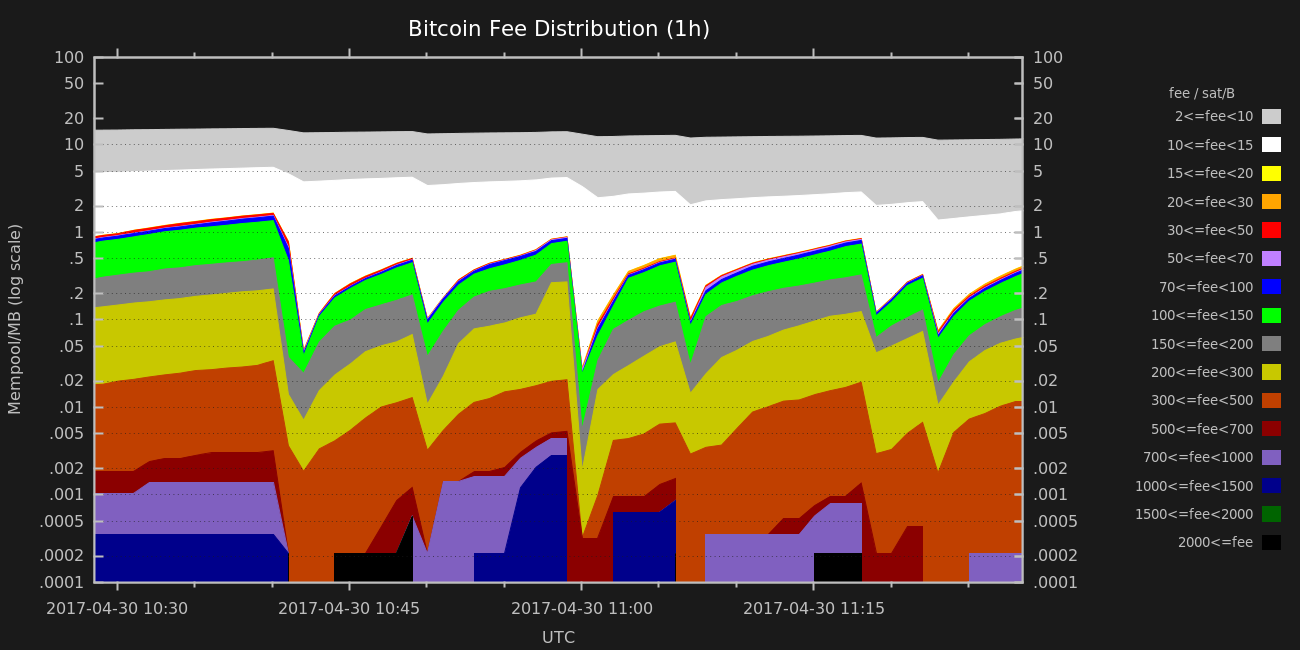 Bitcoin Fee Distribution (1h)
100 100
50 50
20 20
10 10
5 5
2 2
1 1
.5 .5
.2 .2
.1 .1
.05 .05
.02 .02
.01 .01
.005 .005
.002 .002
.001 .001
.0005 .0005
.0002 .0002
.0001 .0001
Mempool/MB (log scale)
2017-04-30 10:30 2017-04-30 10:45 2017-04-30 11:00 2017-04-30 11:15
UTC
fee / sat/B
2<=fee<10
10<=fee<15
15<=fee<20
20<=fee<30
30<=fee<50
50<=fee<70
70<=fee<100
100<=fee<150
150<=fee<200
200<=fee<300
300<=fee<500
500<=fee<700
700<=fee<1000
1000<=fee<1500
1500<=fee<2000
2000<=fee